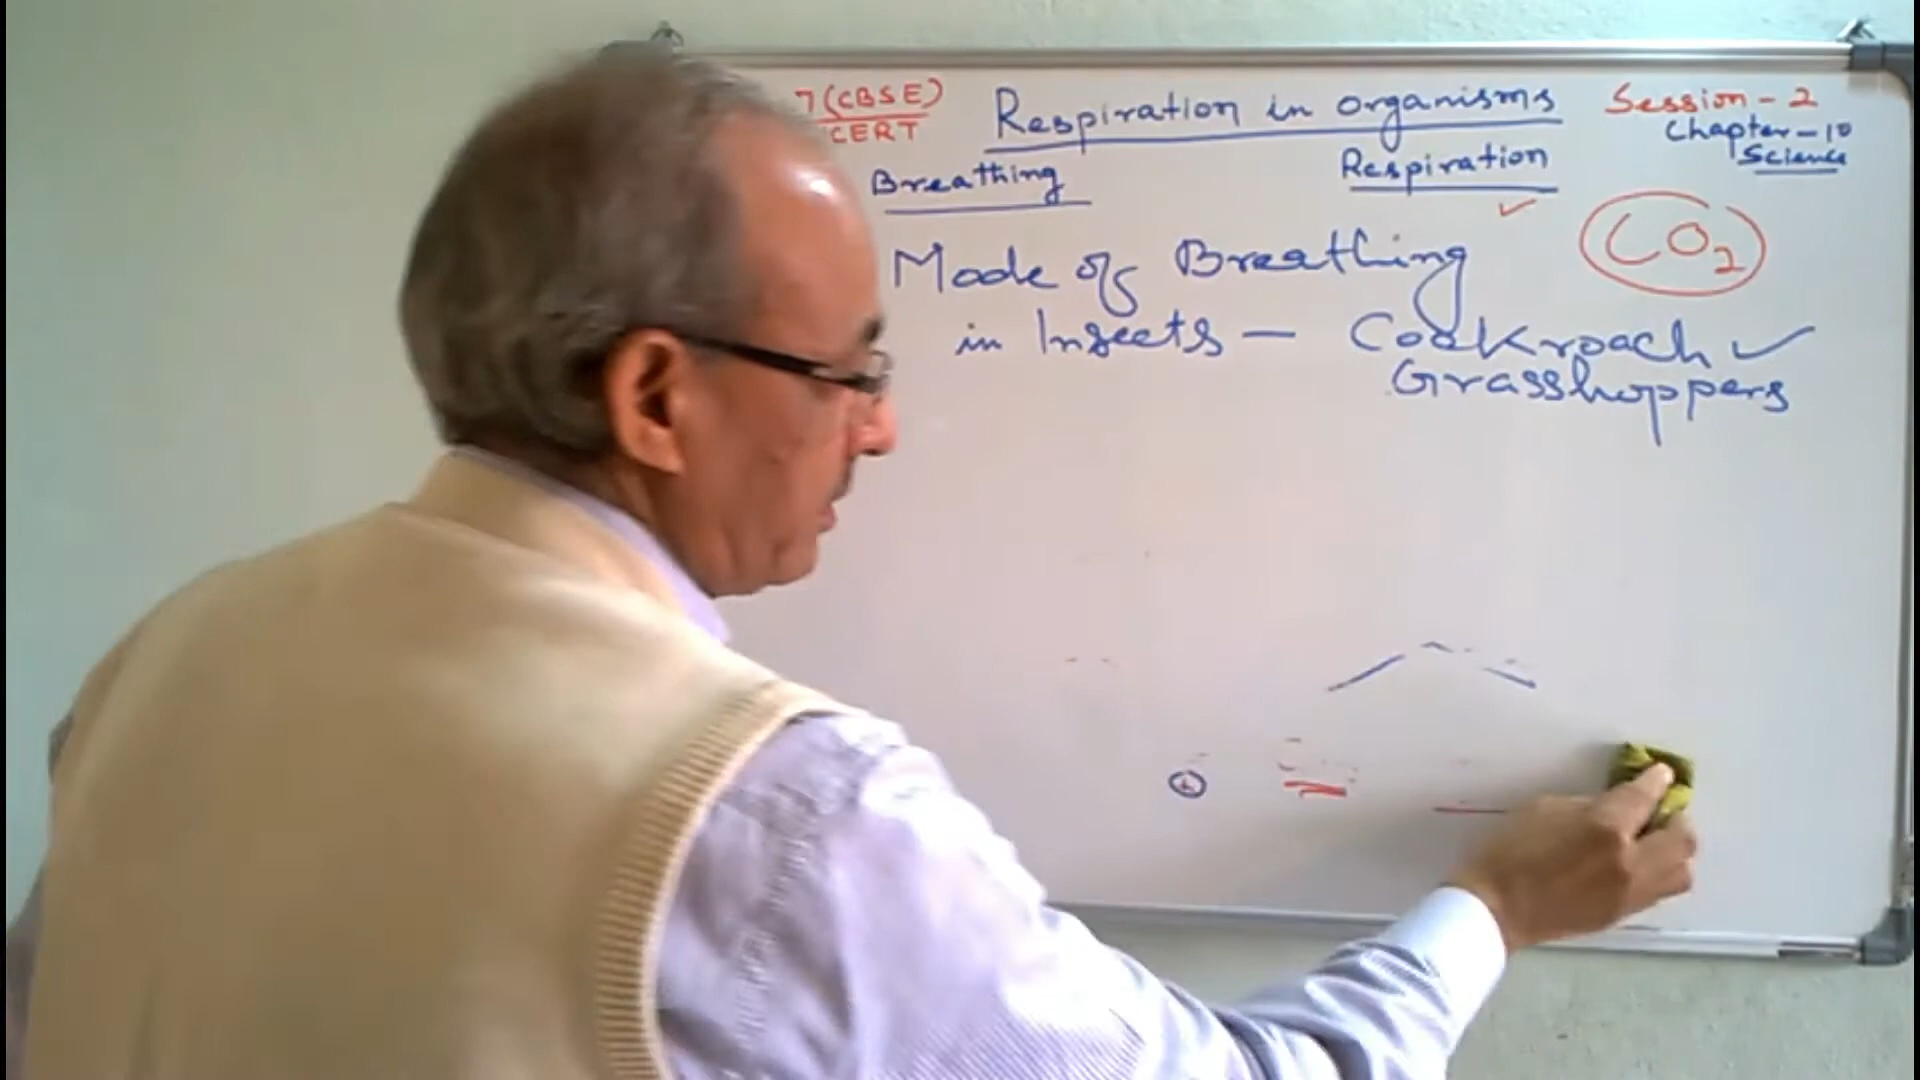 7 (CBSE) Respiration in organisms Session - 2
CERT Chapter - 10
Science
Breathing Respiration ✓
CO₂
Mode of Breathing
in Insects — Cockroach ✓
Grasshoppers